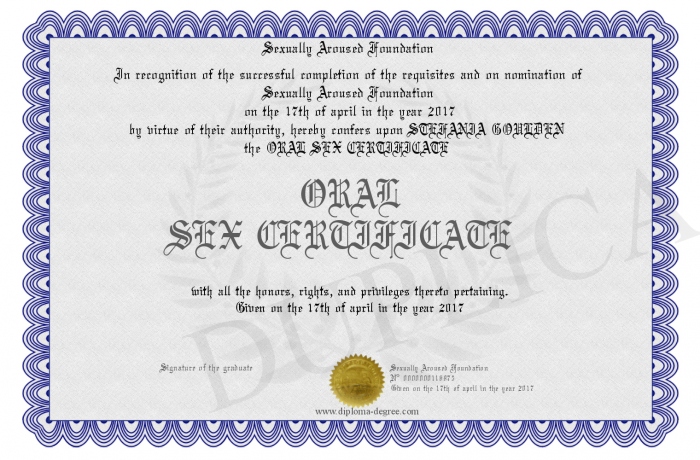 Sexually Aroused Foundation
In recognition of the successful completion of the requisites and on nomination of
Sexually Aroused Foundation
on the 17th of april in the year 2017
by virtue of their authority, hereby confers upon STEFANIA GOULDEN
the ORAL SEX CERTIFICATE
ORAL
SEX CERTIFICATE
with all the honors, rights, and privileges thereto pertaining.
Given on the 17th of april in the year 2017
DUPLICA
Signature of the graduate
Sexually Aroused Foundation
Given on the 17th of april in the year 2017
www.diploma-degree.com